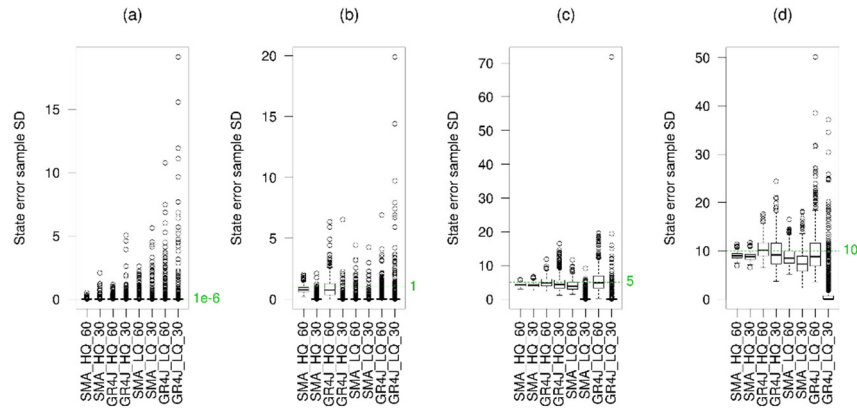 (a) (b) (c) (d)
State error sample SD
15
10
5
0
1e-6
SMA_HQ_60
SMA_HQ_30
GR4J_HQ_60
GR4J_HQ_30
SMA_LQ_60
SMA_LQ_30
GR4J_LQ_60
GR4J_LQ_30
State error sample SD
20
15
10
5
0
1
SMA_HQ_60
SMA_HQ_30
GR4J_HQ_60
GR4J_HQ_30
SMA_LQ_60
SMA_LQ_30
GR4J_LQ_60
GR4J_LQ_30
State error sample SD
70
60
50
40
30
20
10
0
5
SMA_HQ_60
SMA_HQ_30
GR4J_HQ_60
GR4J_HQ_30
SMA_LQ_60
SMA_LQ_30
GR4J_LQ_60
GR4J_LQ_30
State error sample SD
50
40
30
20
10
0
10
SMA_HQ_60
SMA_HQ_30
GR4J_HQ_60
GR4J_HQ_30
SMA_LQ_60
SMA_LQ_30
GR4J_LQ_60
GR4J_LQ_30